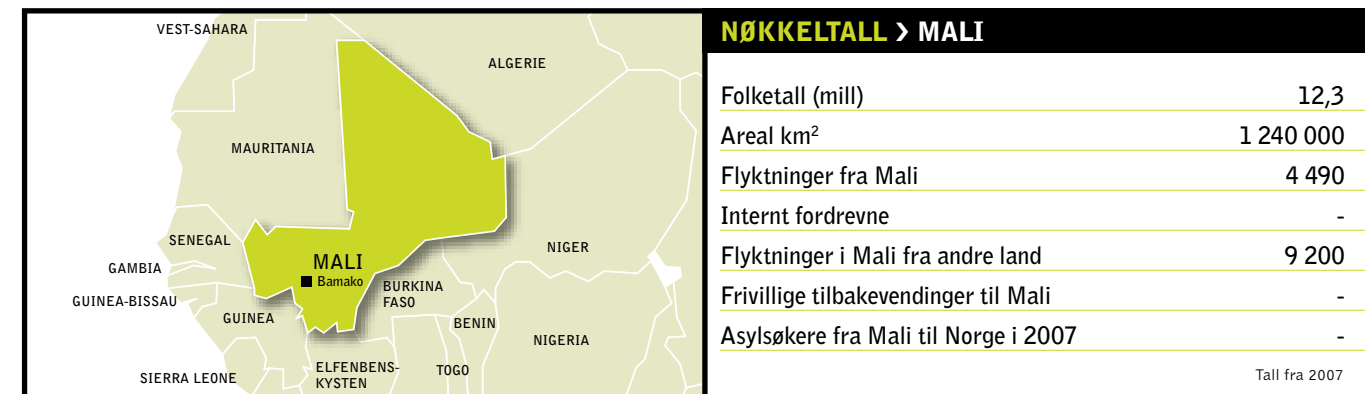 VEST-SAHARA
ALGERIE
MAURITANIA
SENEGAL
GAMBIA
GUINEA-BISSAU
GUINEA
SIERRA LEONE
MALI
Bamako
BURKINA
FASO
NIGER
BENIN
NIGERIA
ELFENBENS-
KYSTEN
TOGO
NØKKELTALL > MALI
Folketall (mill) 12,3
Areal km² 1 240 000
Flyktninger fra Mali 4 490
Internt fordrevne -
Flyktninger i Mali fra andre land 9 200
Frivillige tilbakevendinger til Mali -
Asylsøkere fra Mali til Norge i 2007 -
Tall fra 2007